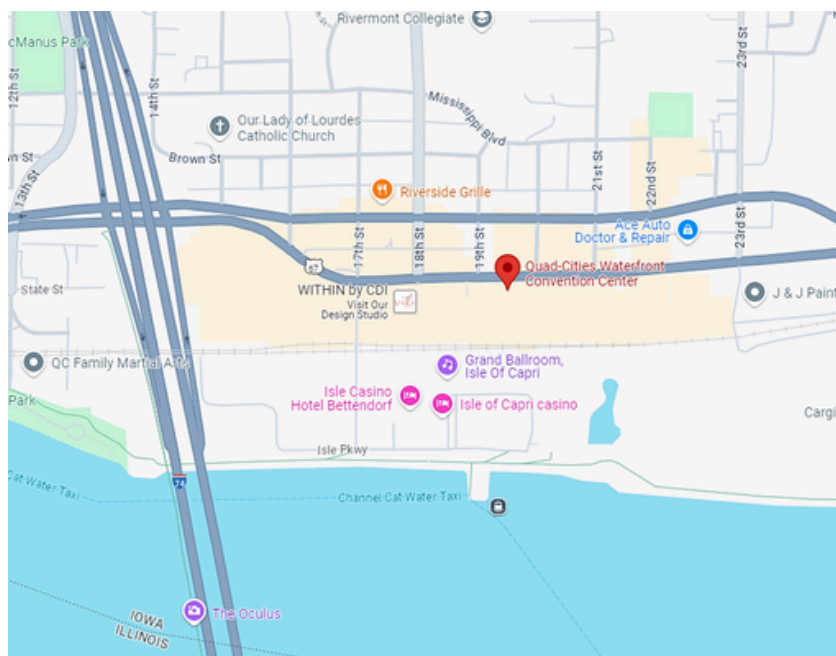 Rivermont Collegiate
cManus Park
12th St
14th St
23rd St
Mississippi Blvd
Our Lady of Lourdes
Catholic Church
Brown St
n St
13th St
21st St
22nd St
Riverside Grille
Ace Auto
Doctor & Repair
17th St
18th St
19th St
23rd St
67
Quad-Cities Waterfront
Convention Center
State St
WITHIN by CDI
Visit Our
Design Studio
J & J Paint
QC Family Martial Arts
Grand Ballroom,
Isle Of Capri
Isle Casino
Hotel Bettendorf
Isle of Capri casino
Park
Cargi
Isle Pkwy
74
Cat Water Taxi
Channel Cat Water Taxi
The Oculus
IOWA
ILLINOIS